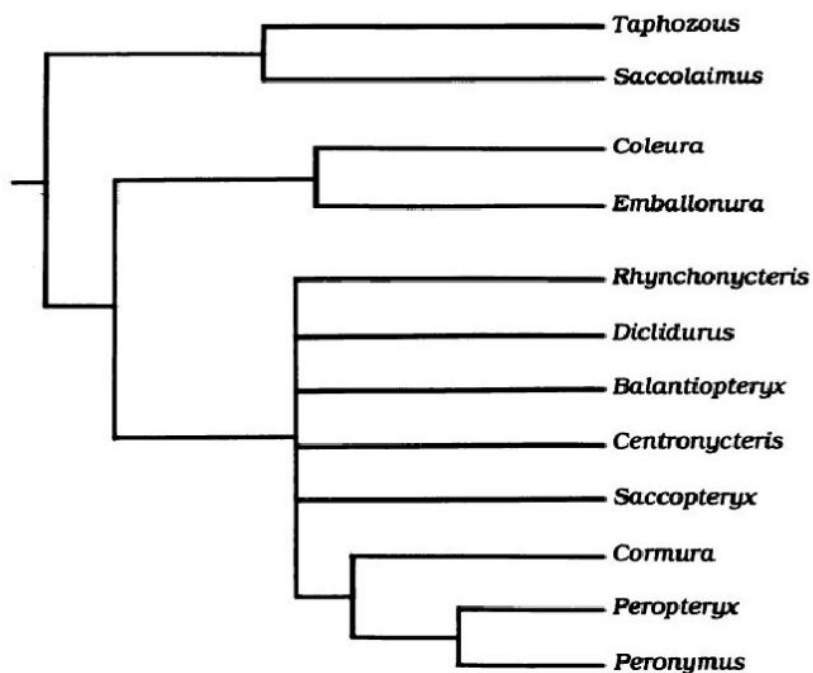 Taphozous
Saccolaimus
Coleura
Emballonura
Rhynchonycteris
Diclidurus
Balantiopteryx
Centronycteris
Saccopteryx
Cormura
Peropteryx
Peronymus